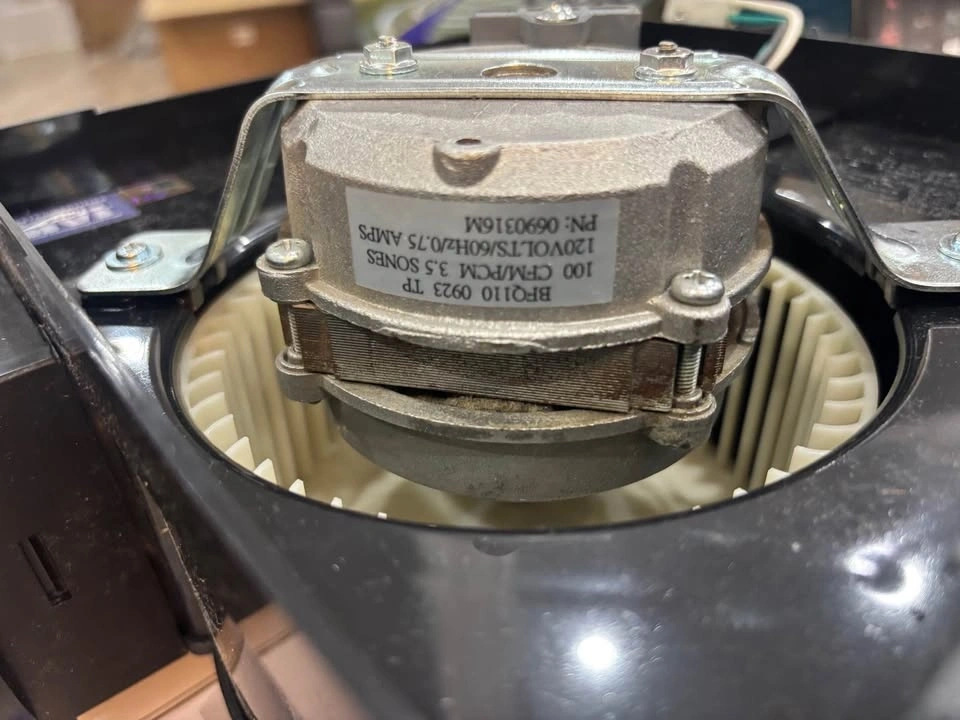 BFQ110 0923 TP
100 CFM/PCM 3.5 SONES
120VOLTS/60Hz/0.75 AMPS
PN: 0690316M